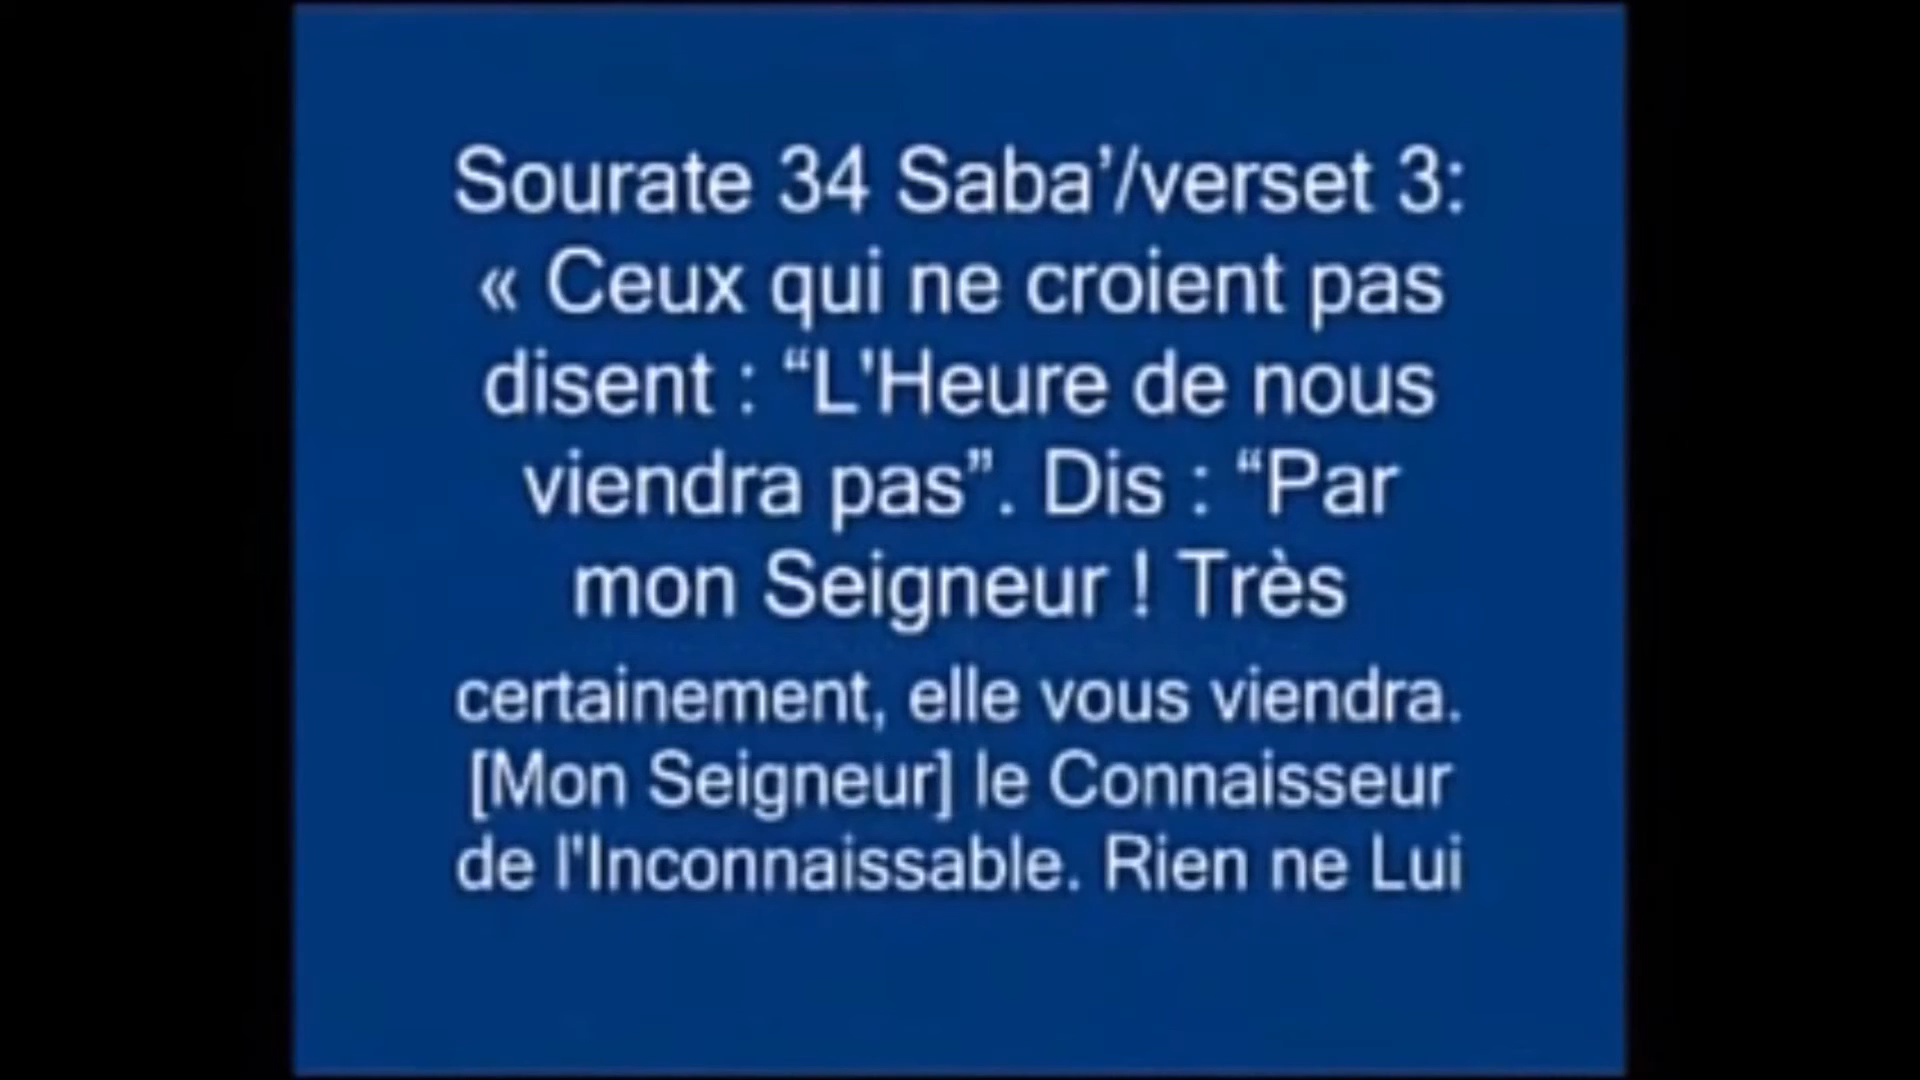 Sourate 34 Saba’/verset 3:
« Ceux qui ne croient pas
disent : “L'Heure de nous
viendra pas”. Dis : “Par
mon Seigneur ! Très
certainement, elle vous viendra.
[Mon Seigneur] le Connaisseur
de l'Inconnaissable. Rien ne Lui